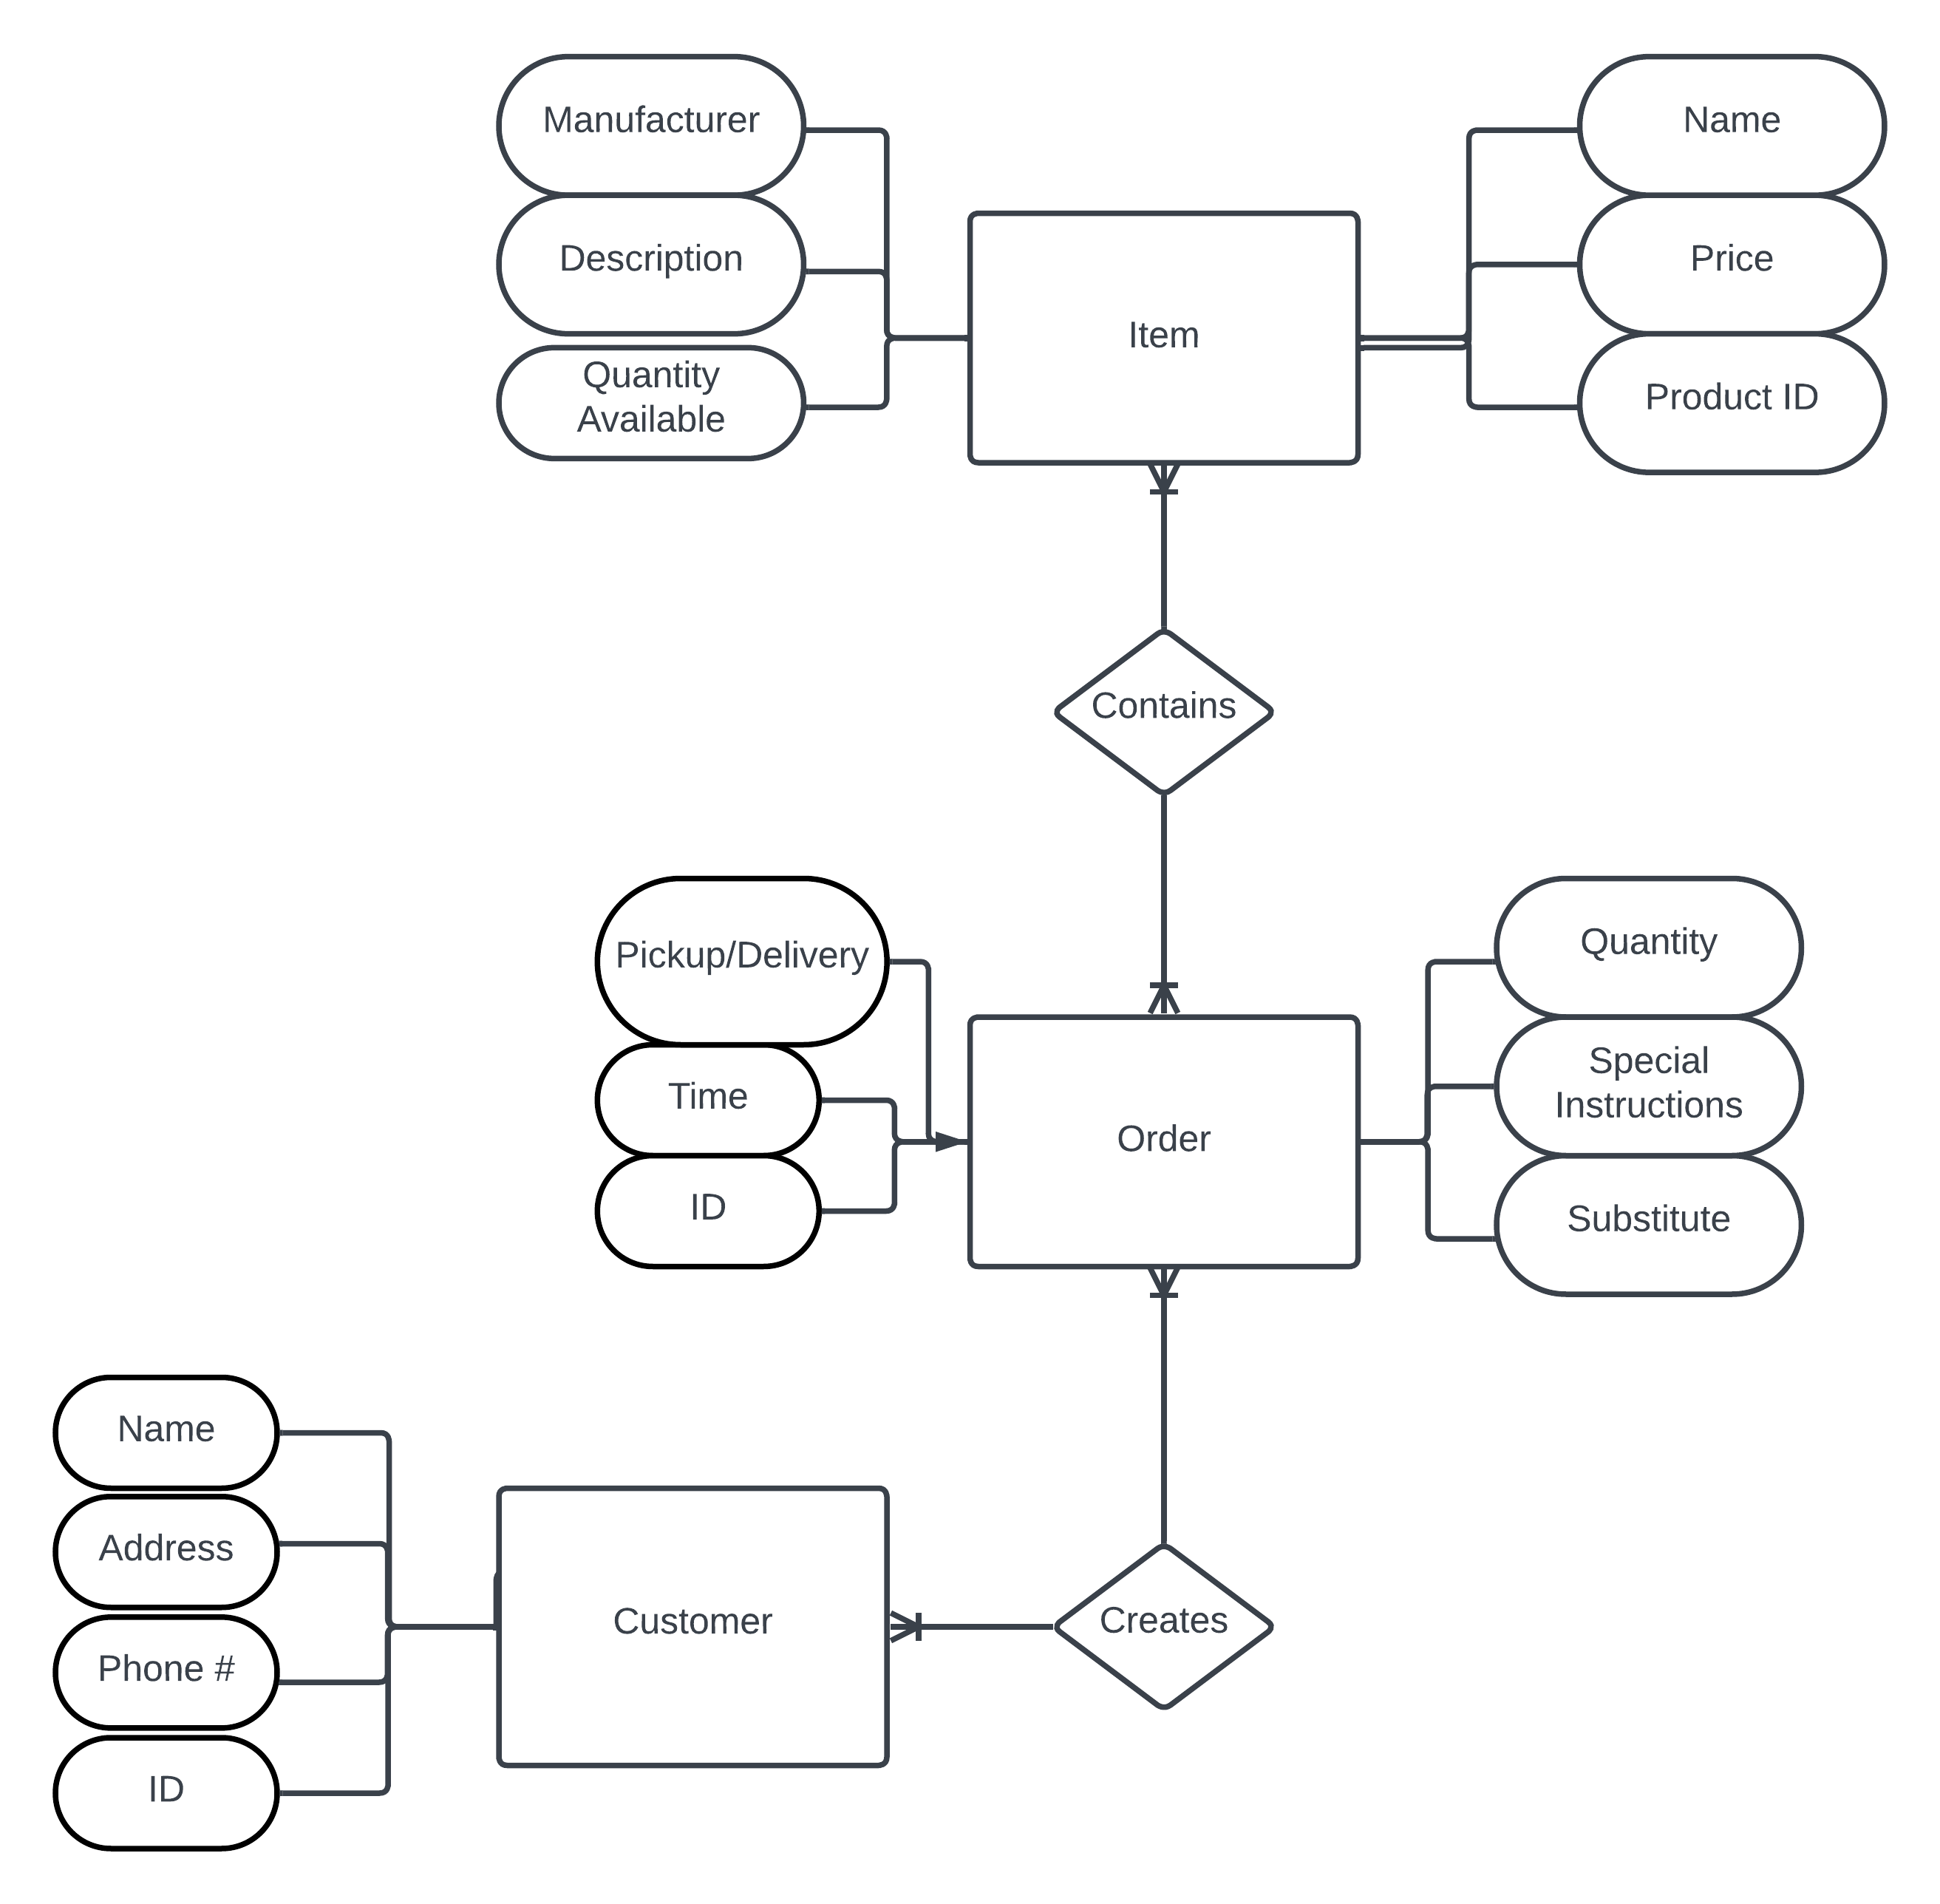 Manufacturer
Name
Description
Price
Item
Quantity
Available
Product ID
Contains
Pickup/Delivery
Quantity
Time
Special
Instructions
Order
ID
Substitute
Name
Address
Customer
Creates
Phone #
ID